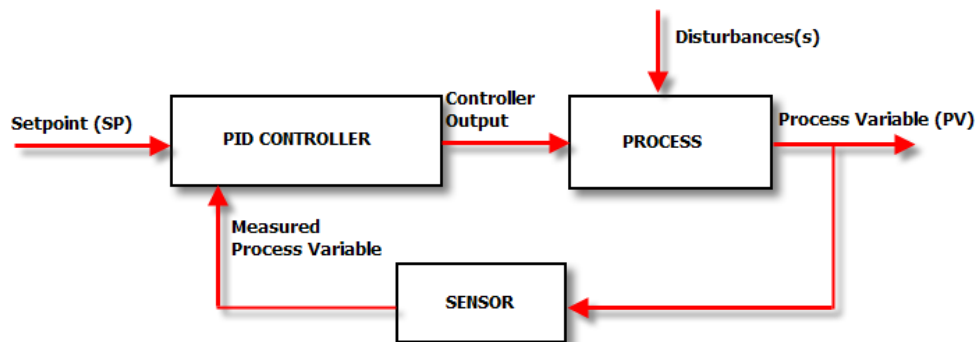 Disturbances(s)
Setpoint (SP)
PID CONTROLLER
Controller
Output
PROCESS
Process Variable (PV)
Measured
Process Variable
SENSOR